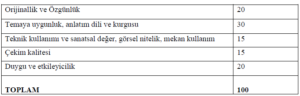 Orijinallik ve Özgünlük 20
Temaya uygunluk, anlatım dili ve kurgusu 30
Teknik kullanımı ve sanatsal değer, görsel nitelik, mekan kullanımı 15
Çekim kalitesi 15
Duygu ve etkileyicilik 20
TOPLAM 100